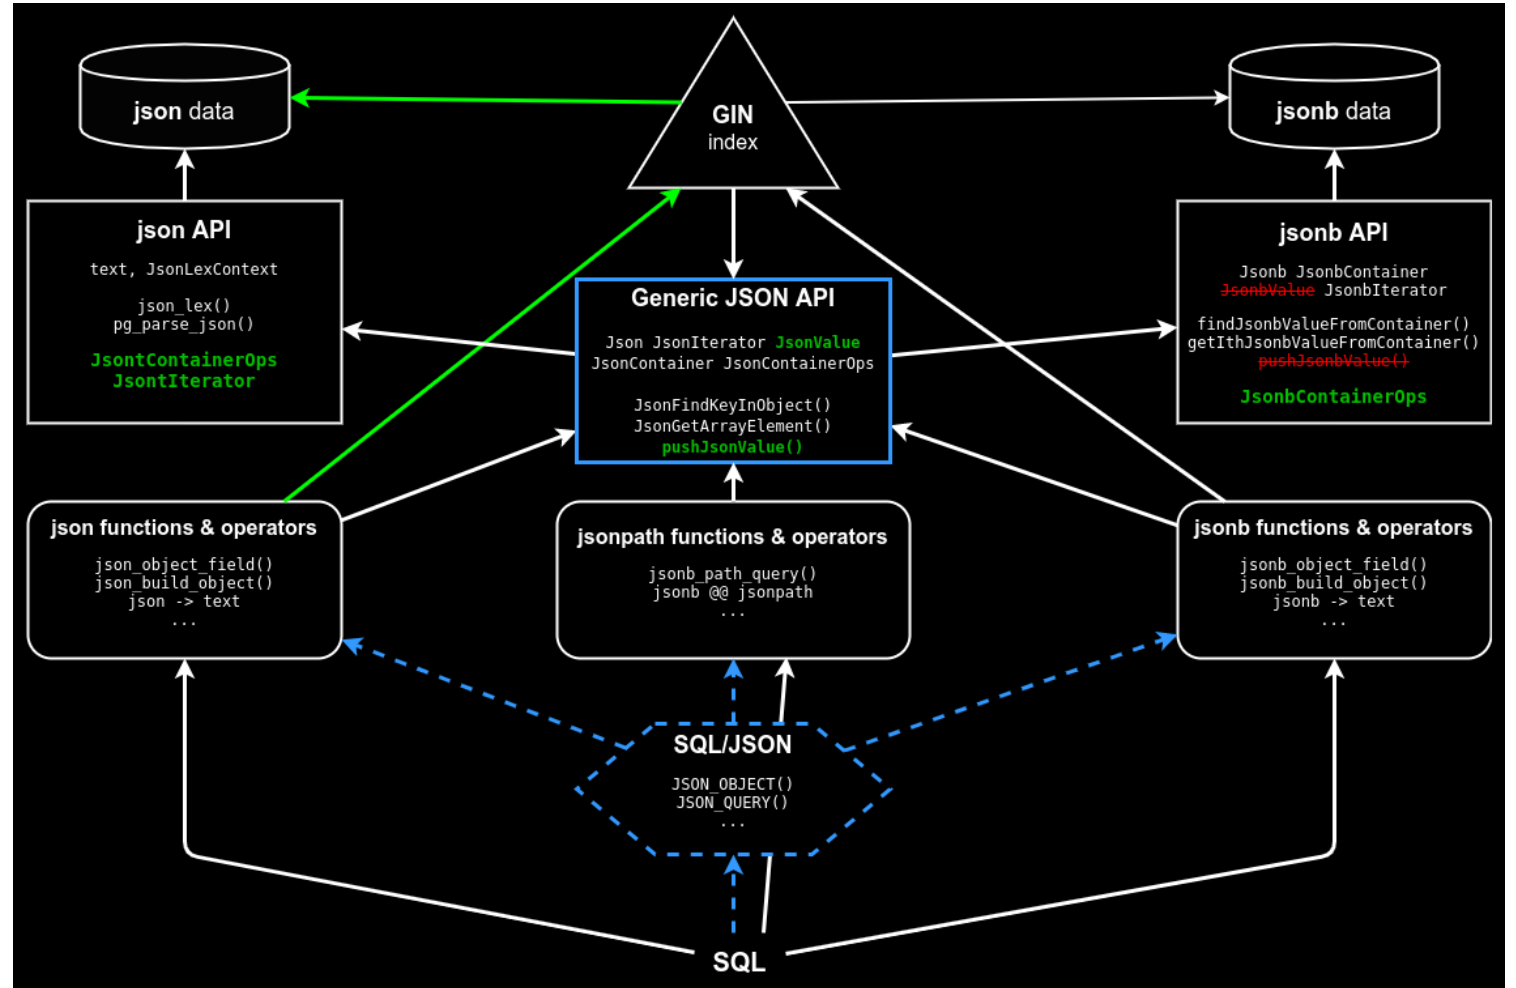 json data
GIN
index
jsonb data
json API
text, JsonLexContext
json_lex()
pg_parse_json()
JsontContainerOps
JsontIterator
Generic JSON API
Json JsonIterator JsonValue
JsonContainer JsonContainerOps
JsonFindKeyInObject()
JsonGetArrayElement()
pushJsonValue()
jsonb API
Jsonb JsonbContainer
JsonbValue JsonbIterator
findJsonbValueFromContainer()
getIthJsonbValueFromContainer()
pushJsonbValue()
JsonbContainerOps
json functions & operators
json_object_field()
json_build_object()
json -> text
...
jsonpath functions & operators
jsonb_path_query()
jsonb @@ jsonpath
...
jsonb functions & operators
jsonb_object_field()
jsonb_build_object()
jsonb -> text
...
SQL/JSON
JSON_OBJECT()
JSON_QUERY()
...
SQL